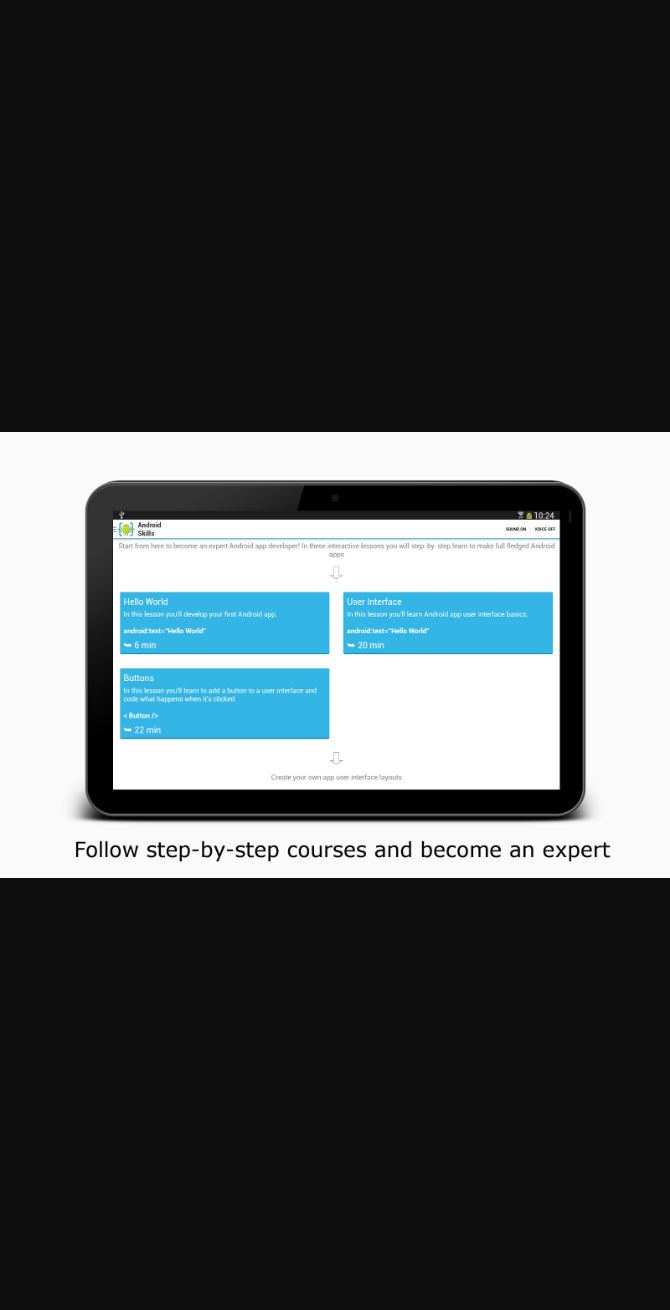 10:24
Android
Skills
SOUND ON
VOICE OFF
Start from here to become an expert Android app developer! In these interactive lessons you will step-by-step learn to make full fledged Android
apps
Hello World
In this lesson you'll develop your first Android app.
android:text="Hello World"
6 min
User Interface
In this lesson you'll learn Android app user interface basics.
android:text="Hello World"
20 min
Buttons
In this lesson you'll learn to add a button to a user interface and
code what happens when it's clicked.
< Button />
22 min
Create your own app user interface layouts
Follow step-by-step courses and become an expert